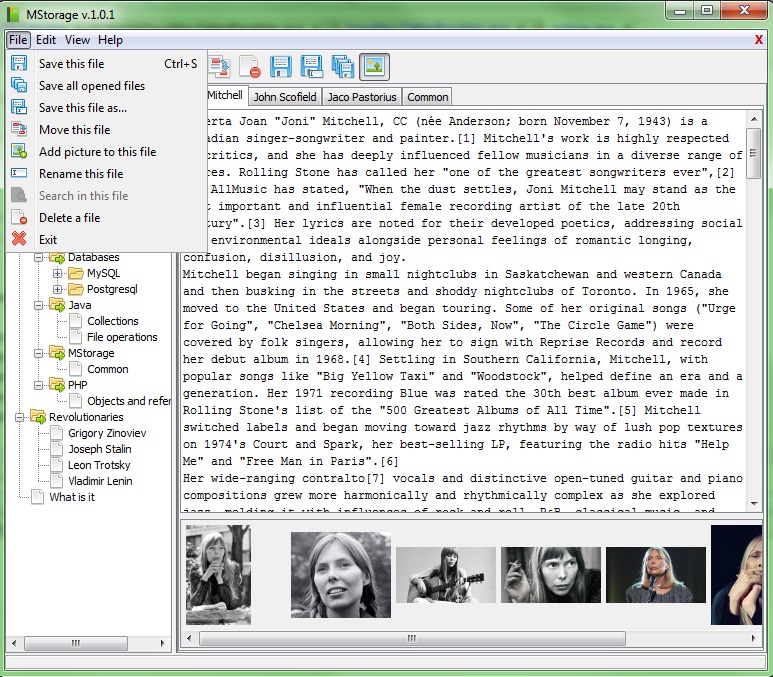 MStorage v.1.0.1
File Edit View Help X
Save this file Ctrl+S
Save all opened files
Save this file as...
Move this file
Add picture to this file
Rename this file
Search in this file
Delete a file
Exit
Databases
MySQL
Postgresql
Java
Collections
File operations
MStorage
Common
PHP
Objects and refer
Revolutionaries
Grigory Zinoviev
Joseph Stalin
Leon Trotsky
Vladimir Lenin
What is it
Mitchell John Scofield Jaco Pastorius Common
erta Joan "Joni" Mitchell, CC (née Anderson; born November 7, 1943) is a
adian singer-songwriter and painter.[1] Mitchell's work is highly respected
critics, and she has deeply influenced fellow musicians in a diverse range of
res. Rolling Stone has called her "one of the greatest songwriters ever",[2]
AllMusic has stated, "When the dust settles, Joni Mitchell may stand as the
t important and influential female recording artist of the late 20th
tury".[3] Her lyrics are noted for their developed poetics, addressing social
environmental ideals alongside personal feelings of romantic longing,
confusion, disillusion, and joy.
Mitchell began singing in small nightclubs in Saskatchewan and western Canada
and then busking in the streets and shoddy nightclubs of Toronto. In 1965, she
moved to the United States and began touring. Some of her original songs ("Urge
for Going", "Chelsea Morning", "Both Sides, Now", "The Circle Game") were
covered by folk singers, allowing her to sign with Reprise Records and record
her debut album in 1968.[4] Settling in Southern California, Mitchell, with
popular songs like "Big Yellow Taxi" and "Woodstock", helped define an era and a
generation. Her 1971 recording Blue was rated the 30th best album ever made in
Rolling Stone's list of the "500 Greatest Albums of All Time".[5] Mitchell
switched labels and began moving toward jazz rhythms by way of lush pop textures
on 1974's Court and Spark, her best-selling LP, featuring the radio hits "Help
Me" and "Free Man in Paris".[6]
Her wide-ranging contralto[7] vocals and distinctive open-tuned guitar and piano
compositions grew more harmonically and rhythmically complex as she explored
jazz, melding it with influences of rock and roll, R&B, classical music, and